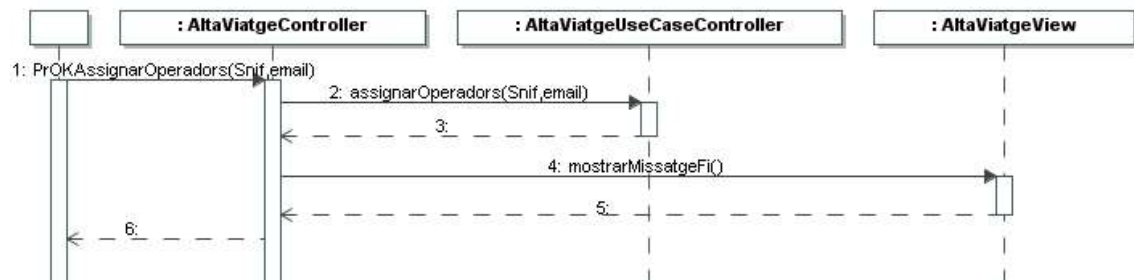 : AltaViatgeController
: AltaViatgeUseCaseController
: AltaViatgeView
1: PrOKAssignarOperadors(Snif,email)
2: assignarOperadors(Snif,email)
3:
4: mostrarMissatgeFi()
5:
6: